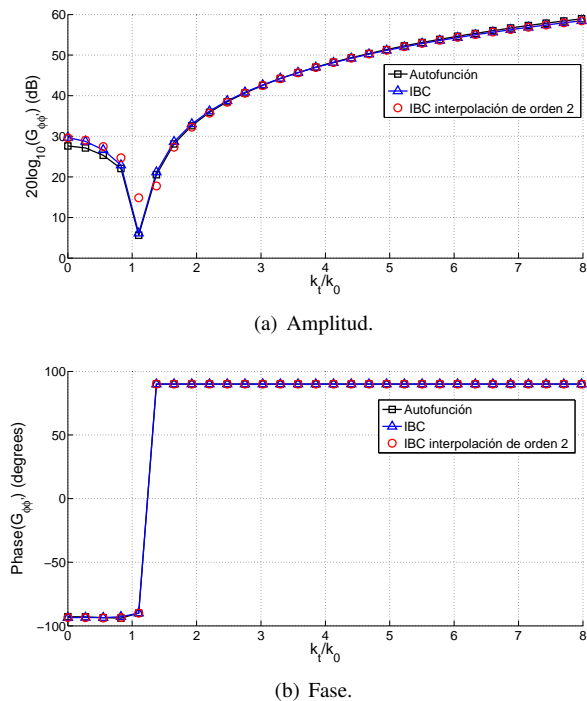 60
50
40
30
20
10
0
20log10(Gϕϕ') (dB)
Autofunción
IBC
IBC interpolación de orden 2
0 1 2 3 4 5 6 7 8
kt/k0
(a) Amplitud.
100
50
0
−50
−100
Phase(Gϕϕ') (degrees)
Autofunción
IBC
IBC interpolación de orden 2
0 1 2 3 4 5 6 7 8
kt/k0
(b) Fase.